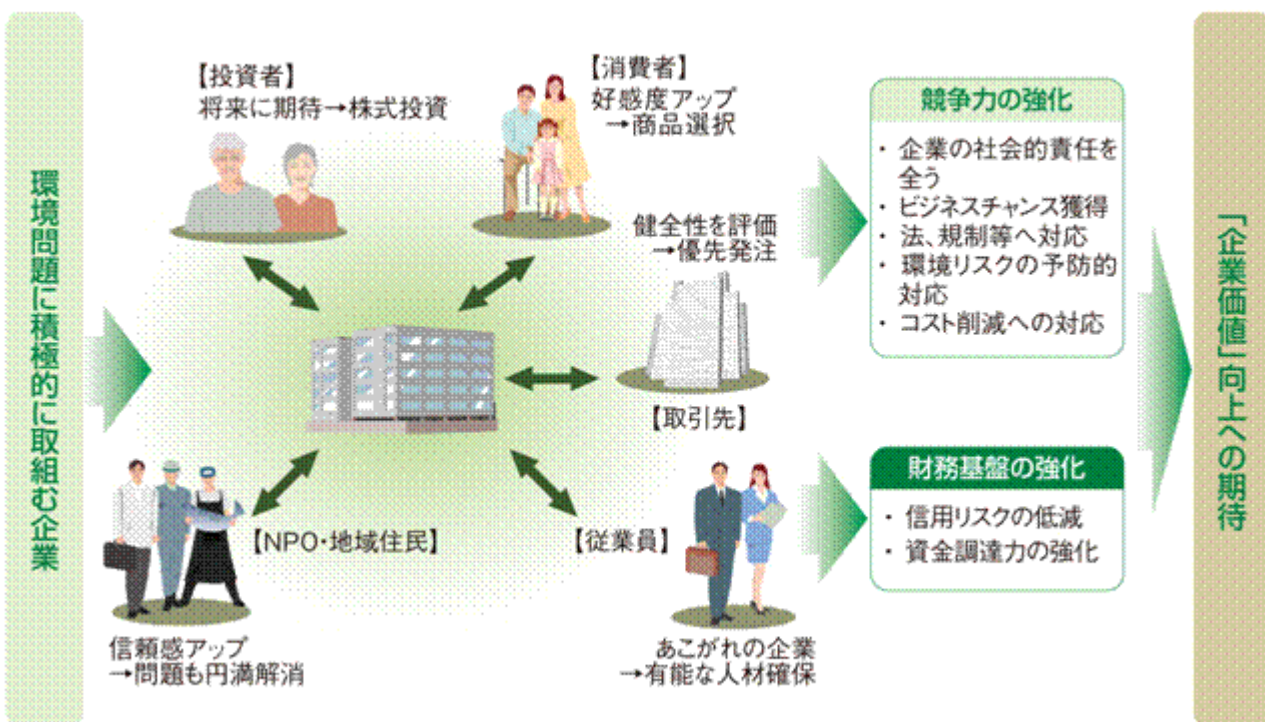 環境問題に積極的に取組む企業
【投資者】
将来に期待→株式投資
【消費者】
好感度アップ
→商品選択
健全性を評価
→優先発注
【取引先】
【NPO・地域住民】
信頼感アップ
→問題も円満解消
【従業員】
あこがれの企業
→有能な人材確保
競争力の強化
・ 企業の社会的責任を
全う
・ ビジネスチャンス獲得
・ 法、規制等へ対応
・ 環境リスクの予防的
対応
・ コスト削減への対応
財務基盤の強化
・ 信用リスクの低減
・ 資金調達力の強化
「企業価値」向上への期待